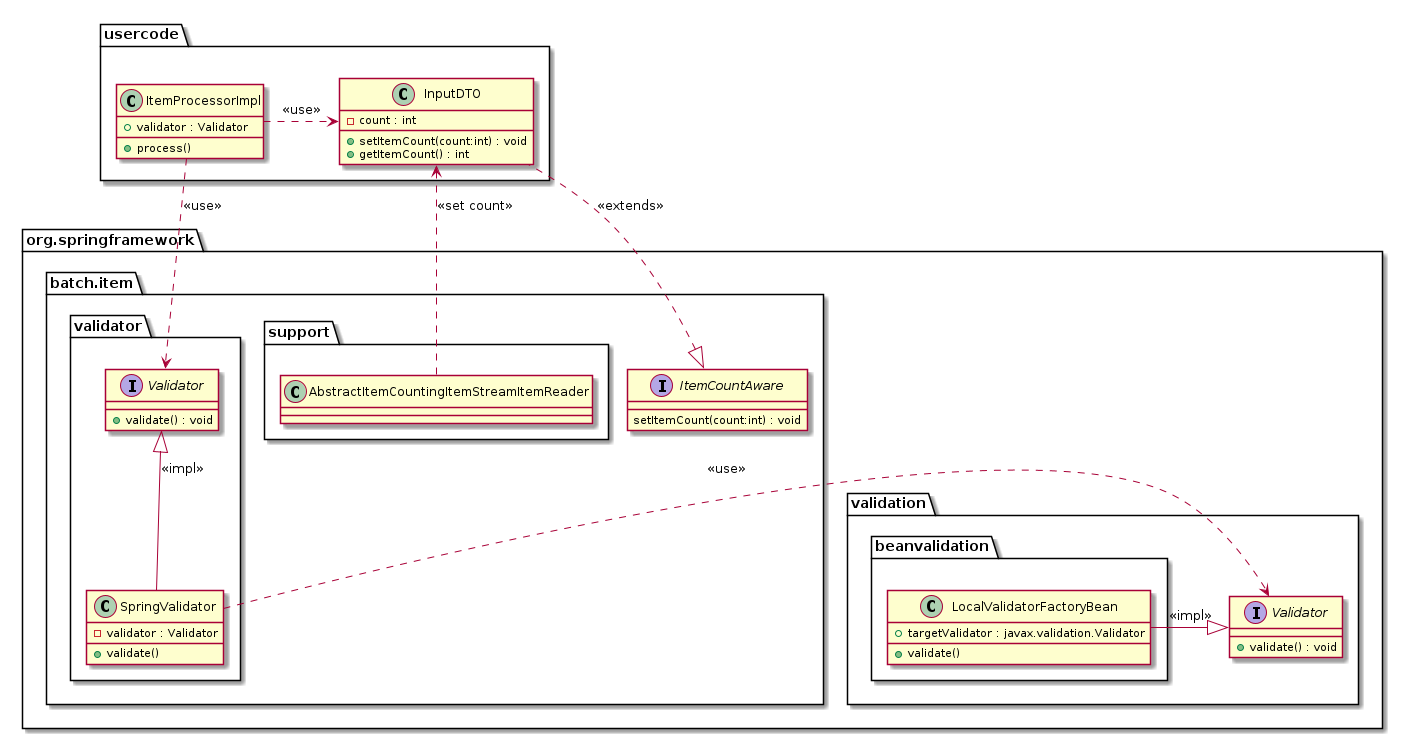 usercode
C ItemProcessorImpl
validator : Validator
process()
«use»
C InputDTO
count : int
setItemCount(count:int) : void
getItemCount() : int
«use»
«set count»
«extends»
org.springframework
batch.item
validator
I Validator
validate() : void
support
C AbstractItemCountingItemStreamItemReader
I ItemCountAware
setItemCount(count:int) : void
«impl»
«use»
C SpringValidator
validator : Validator
validate()
validation
beanvalidation
C LocalValidatorFactoryBean
targetValidator : javax.validation.Validator
validate()
«impl»
I Validator
validate() : void